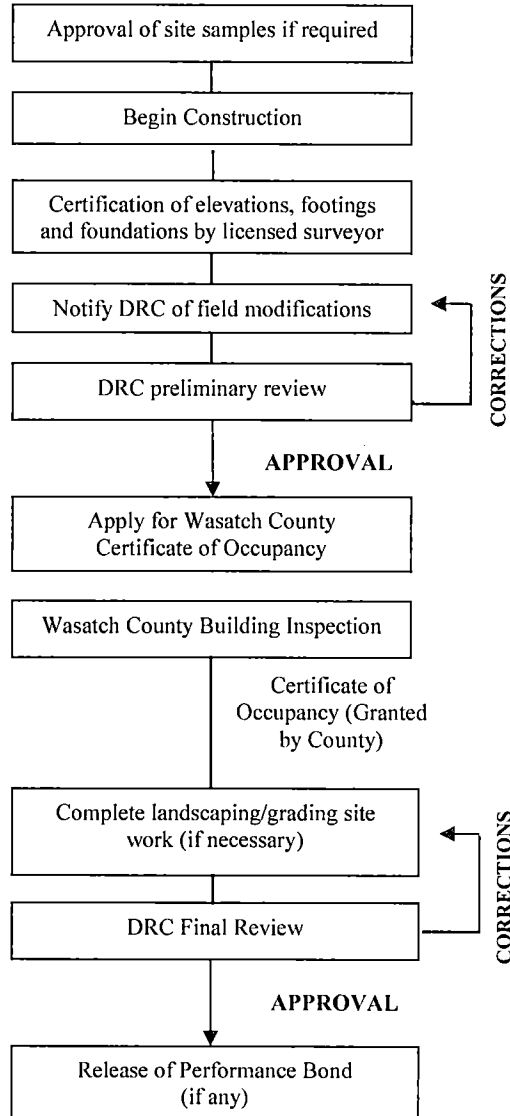 Approval of site samples if required
Begin Construction
Certification of elevations, footings
and foundations by licensed surveyor
Notify DRC of field modifications
CORRECTIONS
DRC preliminary review
APPROVAL
Apply for Wasatch County
Certificate of Occupancy
Wasatch County Building Inspection
Certificate of
Occupancy (Granted
by County)
Complete landscaping/grading site
work (if necessary)
CORRECTIONS
DRC Final Review
APPROVAL
Release of Performance Bond
(if any)